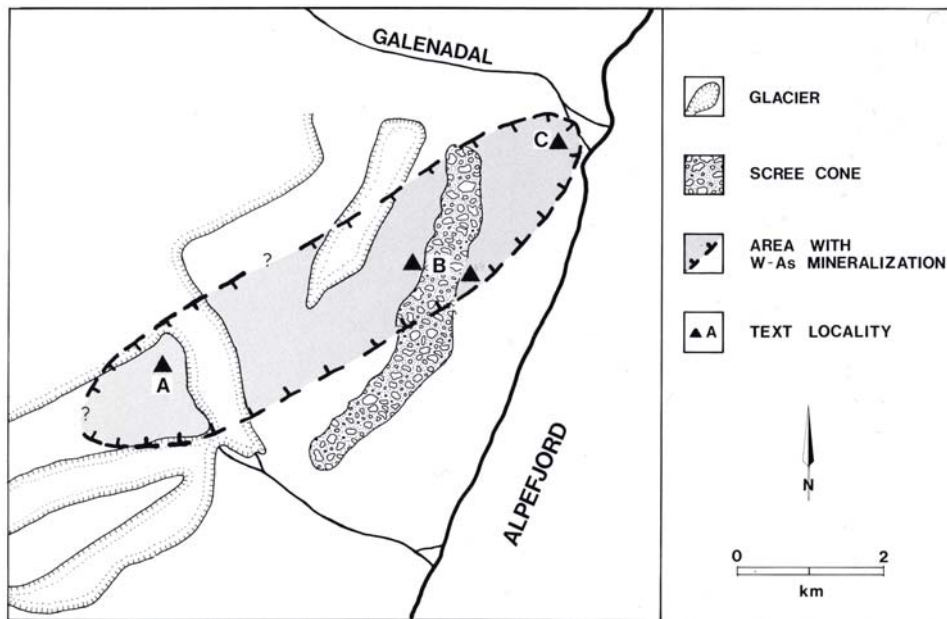 GALENADAL
C
B
?
A
?
ALPEFJORD
GLACIER
SCREE CONE
AREA WITH
W-As MINERALIZATION
A TEXT LOCALITY
N
0 2
km